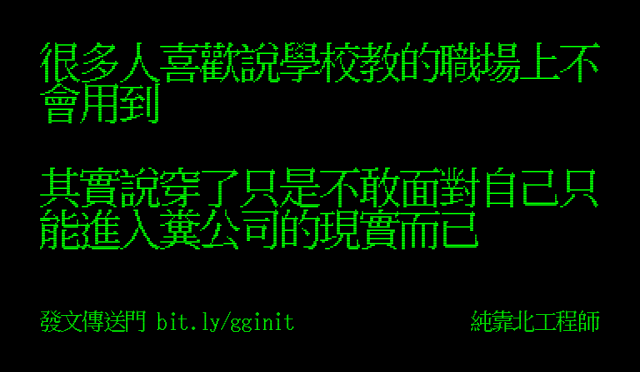 很多人喜歡說學校教的職場上不
會用到
其實說穿了只是不敢面對自己只
能進入糞公司的現實而已
發文傳送門 bit.ly/gginit
純靠北工程師